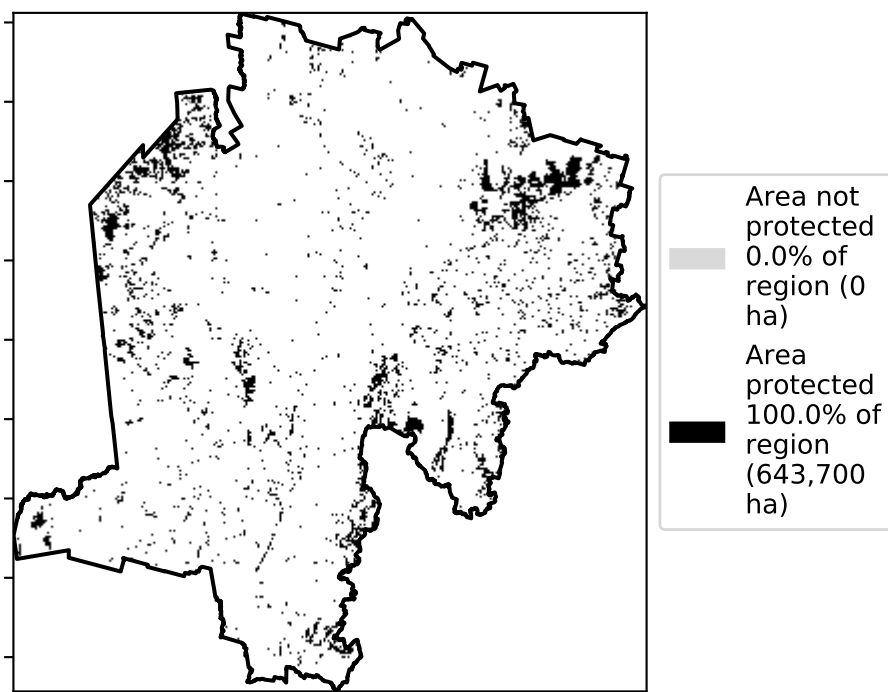 Area not
protected
0.0% of
region (0
ha)
Area
protected
100.0% of
region
(643,700
ha)